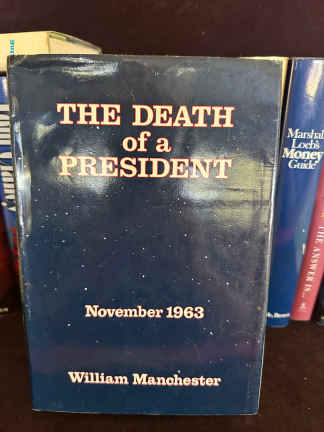 THE DEATH
of a
PRESIDENT
November 1963
William Manchester
Marshall
Loeb's
Money
Guide
THE ANSWER IS...